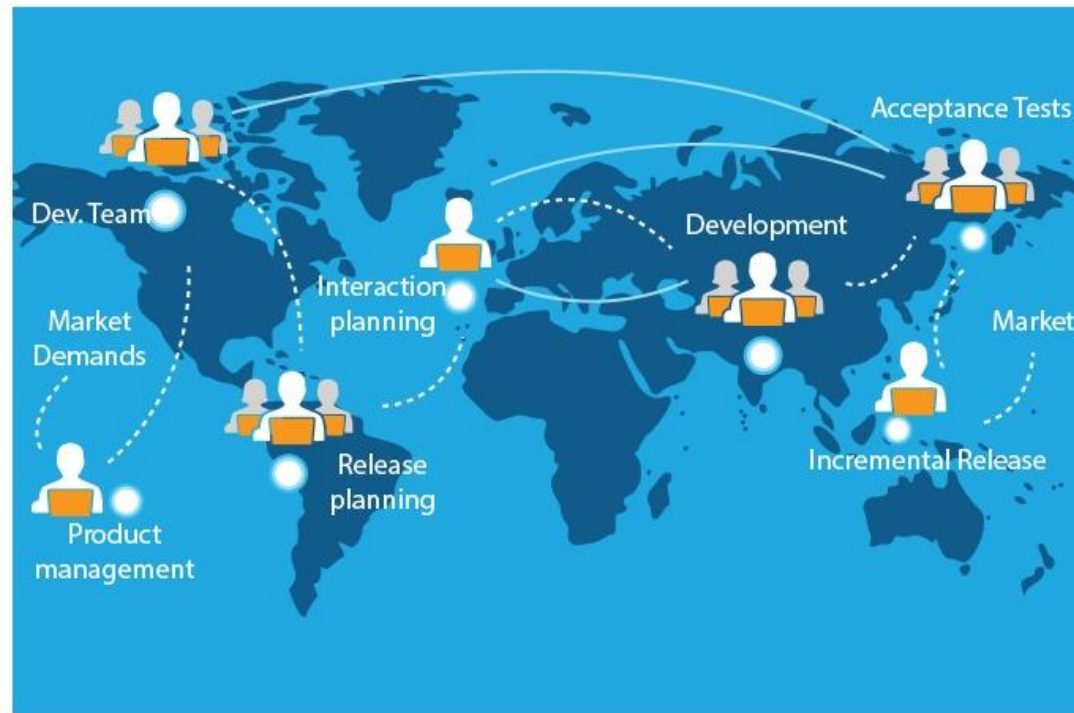 Acceptance Tests
Dev. Team
Development
Interaction
planning
Market
Demands
Market
Release
planning
Incremental Release
Product
management